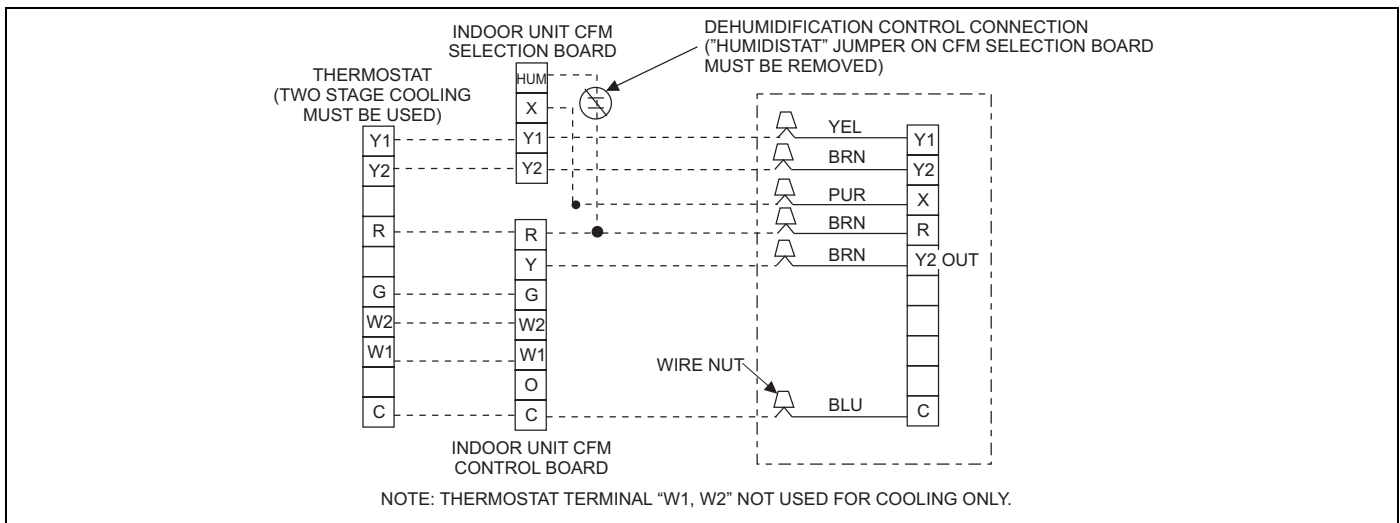 INDOOR UNIT CFM
SELECTION BOARD
DEHUMIDIFICATION CONTROL CONNECTION
("HUMIDISTAT" JUMPER ON CFM SELECTION BOARD
MUST BE REMOVED)
THERMOSTAT
(TWO STAGE COOLING
MUST BE USED)
HUM
X
Y1
Y2
Y1
Y2
R
G
W2
W1
C
R
Y
G
W2
W1
O
C
INDOOR UNIT CFM
CONTROL BOARD
YEL
BRN
PUR
BRN
BRN
WIRE NUT
BLU
Y1
Y2
X
R
Y2 OUT
C
NOTE: THERMOSTAT TERMINAL “W1, W2” NOT USED FOR COOLING ONLY.